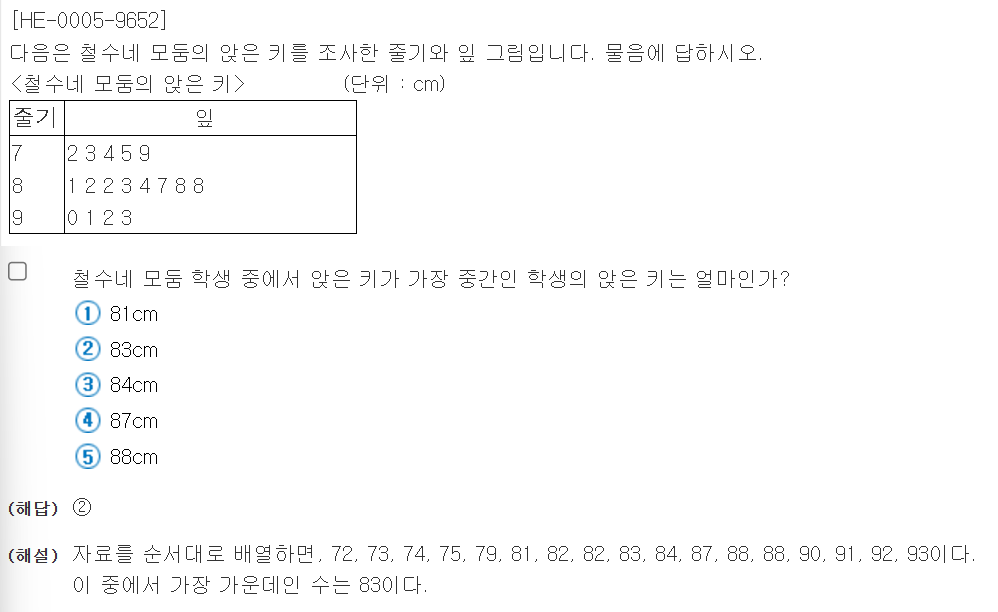 [HE-0005-9652]
다음은 철수네 모둠의 앉은 키를 조사한 줄기와 잎 그림입니다. 물음에 답하시오.
<철수네 모둠의 앉은 키> (단위 : cm)
줄기 잎
7 2 3 4 5 9
8 1 2 2 3 4 7 8 8
9 0 1 2 3
철수네 모둠 학생 중에서 앉은 키가 가장 중간인 학생의 앉은 키는 얼마인가?
① 81cm
② 83cm
③ 84cm
④ 87cm
⑤ 88cm
(해답) ②
(해설) 자료를 순서대로 배열하면, 72, 73, 74, 75, 79, 81, 82, 82, 83, 84, 87, 88, 88, 90, 91, 92, 93이다.
이 중에서 가장 가운데인 수는 83이다.